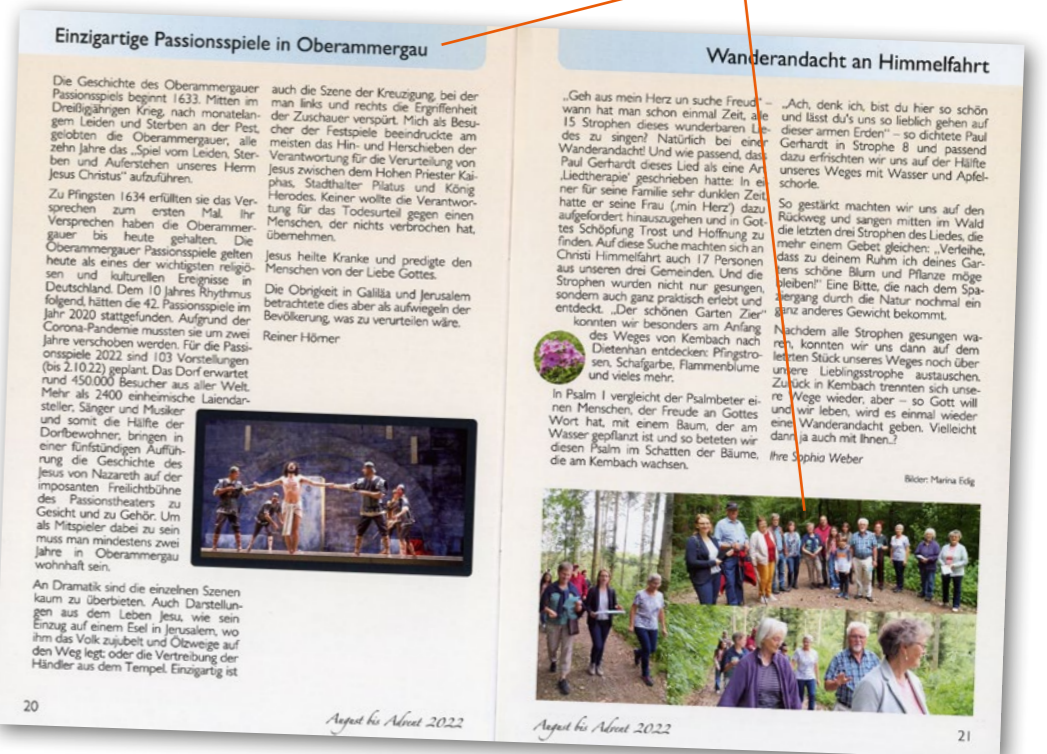 Einzigartige Passionsspiele in Oberammergau
Die Geschichte des Oberammergauer
Passionsspiels beginnt 1633. Mitten im
Dreißigjährigen Krieg, nach monatelan-
gem Leiden und Sterben an der Pest,
gelobten die Oberammergauer, alle
zehn Jahre das „Spiel vom Leiden, Ster-
ben und Auferstehen unseres Herrn
Jesus Christus" aufzuführen.
Zu Pfingsten 1634 erfüllten sie das Ver-
sprechen zum ersten Mal. Ihr
Versprechen haben die Oberammer-
gauer bis heute gehalten. Die
Oberammergauer Passionsspiele gelten
heute als eines der wichtigsten religiö-
sen und kulturellen Ereignisse in
Deutschland. Dem 10 Jahres Rhythmus
folgend, hätten die 42. Passionsspiele im
Jahr 2020 stattgefunden. Aufgrund der
Corona-Pandemie mussten sie um zwei
Jahre verschoben werden. Für die Passi-
onsspiele 2022 sind 103 Vorstellungen
(bis 2.10.22) geplant. Das Dorf erwartet
rund 450.000 Besucher aus aller Welt.
Mehr als 2400 einheimische Laiendar-
steller, Sänger und Musiker
und somit die Hälfte der
Dorfbewohner, bringen in
einer fünfstündigen Auffüh-
rung die Geschichte des
Jesus von Nazareth auf der
imposanten Freilichtbühne
des Passionstheaters zu
Gesicht und zu Gehör. Um
als Mitspieler dabei zu sein
muss man mindestens zwei
Jahre in Oberammergau
wohnhaft sein.
An Dramatik sind die einzelnen Szenen
kaum zu überbieten. Auch Darstellun-
gen aus dem Leben Jesu, wie sein
Einzug auf einem Esel in Jerusalem, wo
ihm das Volk zujubelt und Ölzweige auf
den Weg legt; oder die Vertreibung der
Händler aus dem Tempel. Einzigartig ist
auch die Szene der Kreuzigung, bei der
man links und rechts die Ergriffenheit
der Zuschauer verspürt. Mich als Besu-
cher der Festspiele beeindruckte am
meisten das Hin- und Herschieben der
Verantwortung für die Verurteilung von
Jesus zwischen dem Hohen Priester Kai-
phas, Stadthalter Pilatus und König
Herodes. Keiner wollte die Verantwor-
tung für das Todesurteil gegen einen
Menschen, der nichts verbrochen hat,
übernehmen.
Jesus heilte Kranke und predigte den
Menschen von der Liebe Gottes.
Die Obrigkeit in Galiläa und Jerusalem
betrachtete dies aber als aufwiegeln der
Bevölkerung, was zu verurteilen wäre.
Reiner Hörner
20
August bis Advent 2022
Wanderandacht an Himmelfahrt
„Geh aus mein Herz un suche Freud" –
wann hat man schon einmal Zeit, alle
15 Strophen dieses wunderbaren Lie-
des zu singen? Natürlich bei einer
Wanderandacht! Und wie passend, dass
Paul Gerhardt dieses Lied als eine Art
‚Liedtherapie' geschrieben hatte: In ei-
ner für seine Familie sehr dunklen Zeit,
hatte er seine Frau (‚min Herz') dazu
aufgefordert hinauszugehen und in Got-
tes Schöpfung Trost und Hoffnung zu
finden. Auf diese Suche machten sich an
Christi Himmelfahrt auch 17 Personen
aus unseren drei Gemeinden. Und die
Strophen wurden nicht nur gesungen,
sondern auch ganz praktisch erlebt und
entdeckt. „Der schönen Garten Zier"
konnten wir besonders am Anfang
des Weges von Kembach nach
Dietenhan entdecken: Pfingstro-
sen, Schafgarbe, Flammenblume
und vieles mehr.
In Psalm 1 vergleicht der Psalmbeter ei-
nen Menschen, der Freude an Gottes
Wort hat, mit einem Baum, der am
Wasser gepflanzt ist und so beteten wir
diesen Psalm im Schatten der Bäume,
die am Kembach wachsen.
„Ach, denk ich, bist du hier so schön
und lässt du's uns so lieblich gehen auf
dieser armen Erden" – so dichtete Paul
Gerhardt in Strophe 8 und passend
dazu erfrischten wir uns auf der Hälfte
unseres Weges mit Wasser und Apfel-
schorle.
So gestärkt machten wir uns auf den
Rückweg und sangen mitten im Wald
die letzten drei Strophen des Liedes, die
mehr einem Gebet gleichen: „Verleihe,
dass zu deinem Ruhm ich deines Gar-
tens schöne Blum und Pflanze möge
bleiben!" Eine Bitte, die nach dem Spa-
ziergang durch die Natur nochmal ein
ganz anderes Gewicht bekommt.
Nachdem alle Strophen gesungen wa-
ren, konnten wir uns dann auf dem
letzten Stück unseres Weges noch über
unsere Lieblingsstrophe austauschen.
Zurück in Kembach trennten sich unse-
re Wege wieder, aber – so Gott will
und wir leben, wird es einmal wieder
eine Wanderandacht geben. Vielleicht
dann ja auch mit Ihnen..?
Ihre Sophia Weber
Bilder: Marina Edig
August bis Advent 2022
21